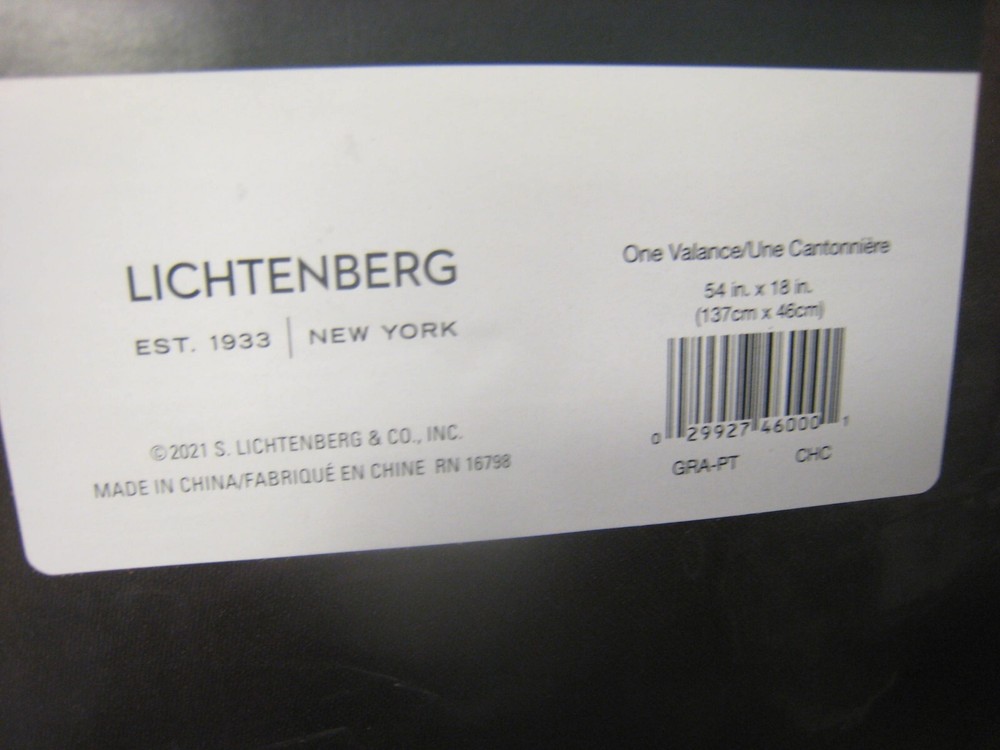 LICHTENBERG
EST. 1933 | NEW YORK
©2021 S. LICHTENBERG & CO., INC.
MADE IN CHINA/FABRIQUÉ EN CHINE RN 16798
One Valance/Une Cantonnière
54 in. x 18 in.
(137cm x 46cm)
0 29927 46000 1
GRA-PT CHC